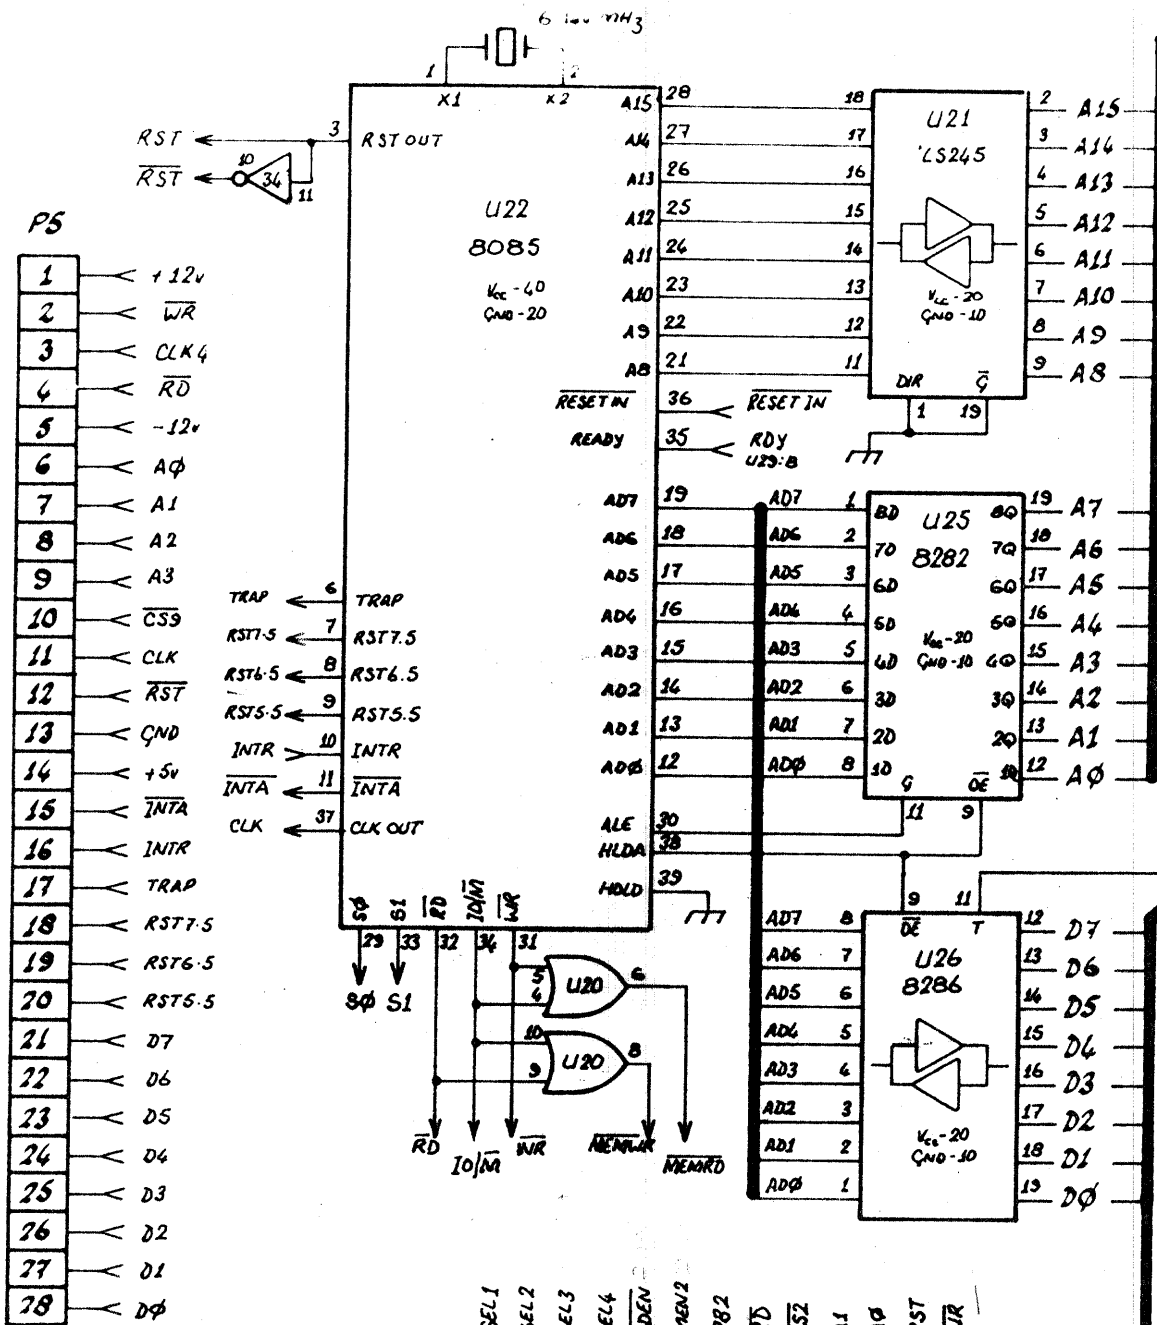 1
2
X1
X2
RST
3
RST OUT
RST
10
34
11
U22
8085
Vcc - 40
GND - 20
A15 28
A14 27
A13 26
A12 25
A11 24
A10 23
A9 22
A8 21
RESET IN 36 RESET IN
READY 35 RDY
U29:B
AD7 19
AD6 18
AD5 17
AD4 16
AD3 15
AD2 14
AD1 13
ADØ 12
ALE 30
HLDA 38
HOLD 39
TRAP 6 TRAP
RST7.5 7 RST7.5
RST6.5 8 RST6.5
RST5.5 9 RST5.5
INTR 10 INTR
INTA 11 INTA
CLK 37 CLK OUT
SØ S1 RD IO/M WR
29 33 32 34 31
SØ S1
5
4
U20
6
10
9
U20
8
RD
IO/M
WR
MEMWR
MEMRD
U21
'LS245
18 2 A15
17 3 A14
16 4 A13
15 5 A12
14 6 A11
13 7 A10
12 8 A9
11 9 A8
Vcc - 20
GND - 10
DIR G
1 19
U25
8282
AD7 1 8D 8Q 19 A7
AD6 2 7D 7Q 18 A6
AD5 3 6D 6Q 17 A5
AD4 4 5D 5Q 16 A4
AD3 5 4D 4Q 15 A3
AD2 6 3D 3Q 14 A2
AD1 7 2D 2Q 13 A1
ADØ 8 1D 1Q 12 AØ
Vcc - 20
GND - 10
G OE
11 9
9 11
OE T
U26
8286
AD7 8 12 D7
AD6 7 13 D6
AD5 6 14 D5
AD4 5 15 D4
AD3 4 16 D3
AD2 3 17 D2
AD1 2 18 D1
ADØ 1 19 DØ
Vcc - 20
GND - 10
P5
1 +12v
2 WR
3 CLK4
4 RD
5 -12v
6 AØ
7 A1
8 A2
9 A3
10 CS9
11 CLK
12 RST
13 GND
14 +5v
15 INTA
16 INTR
17 TRAP
18 RST7.5
19 RST6.5
20 RST5.5
21 D7
22 D6
23 D5
24 D4
25 D3
26 D2
27 D1
28 DØ